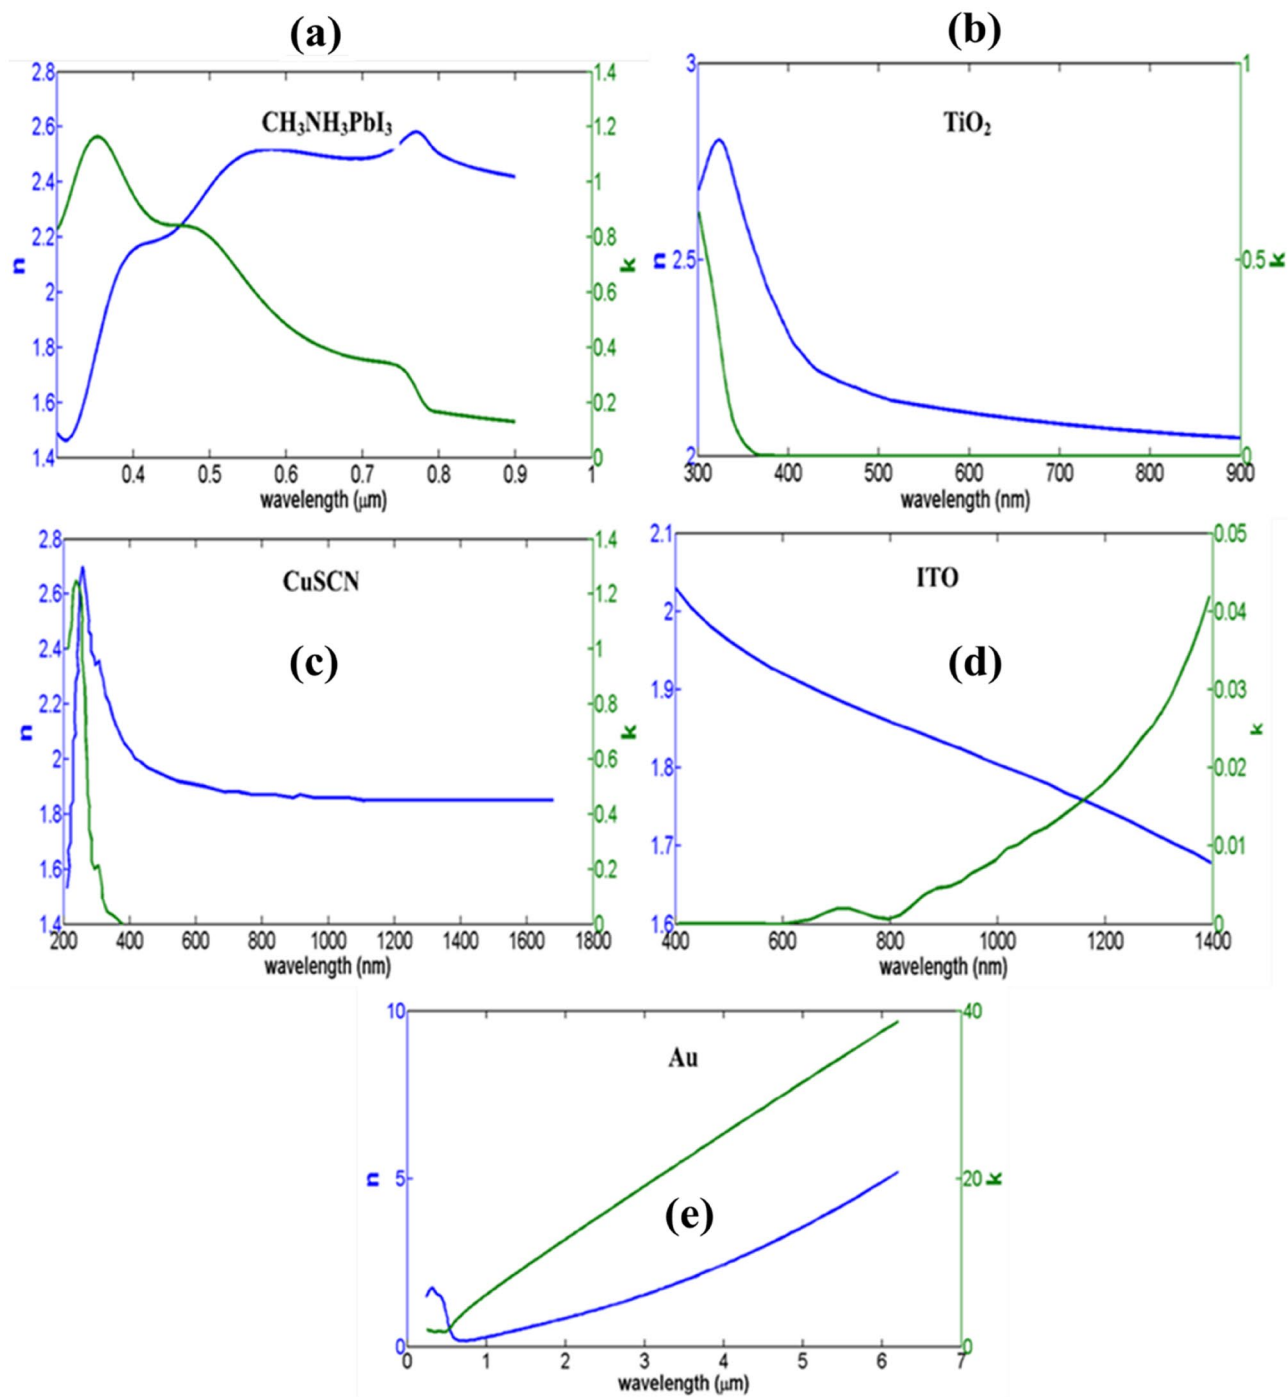 (a)
2.8
2.6
2.4
2.2
2
1.8
1.6
1.4
n
CH₃NH₃PbI₃
1.4
1.2
1
0.8
0.6
0.4
0.2
0
k
0.4 0.5 0.6 0.7 0.8 0.9 1
wavelength (μm)
(b)
3
2.5
2
n
TiO₂
1
0.5
0
k
300 400 500 600 700 800 900
wavelength (nm)
2.8
2.6
2.4
2.2
2
1.8
1.6
1.4
n
CuSCN
(c)
1.4
1.2
1
0.8
0.6
0.4
0.2
0
k
200 400 600 800 1000 1200 1400 1600 1800
wavelength (nm)
2.1
2
1.9
1.8
1.7
1.6
ITO
(d)
0.05
0.04
0.03
0.02
0.01
0
k
400 600 800 1000 1200 1400
wavelength (nm)
10
5
0
n
Au
(e)
40
20
0
k
0 1 2 3 4 5 6 7
wavelength (μm)